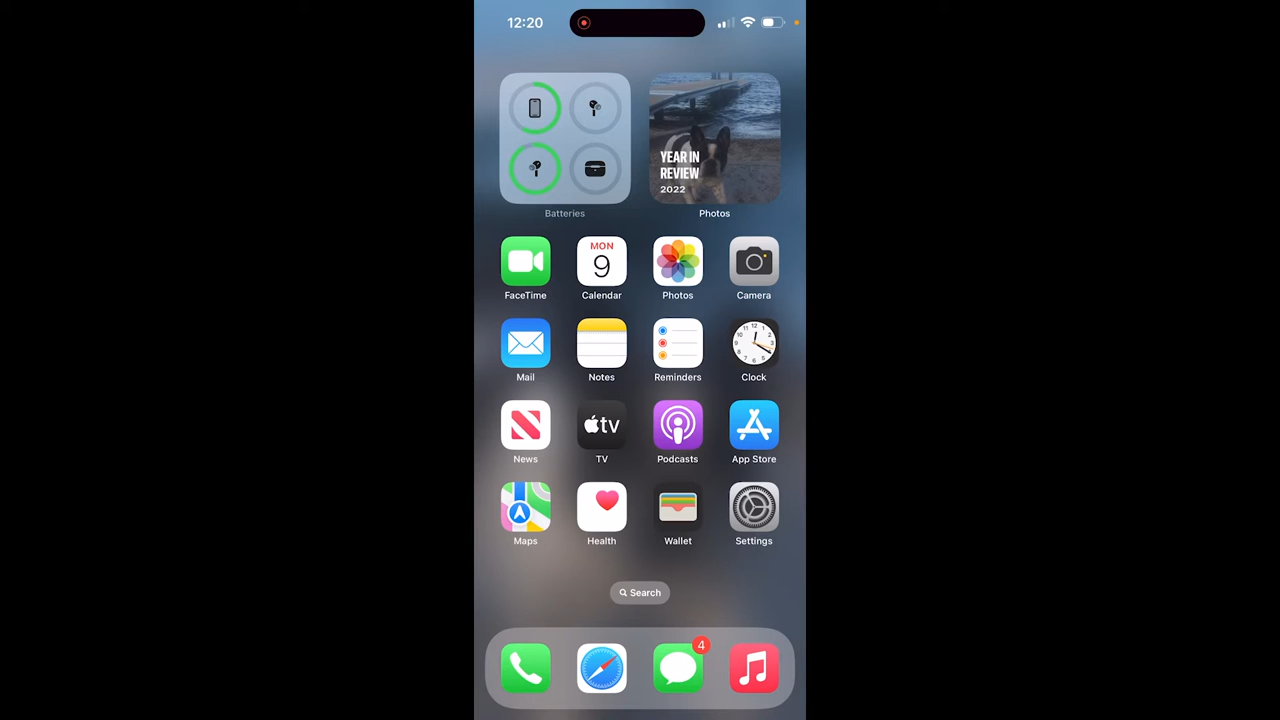 12:20
YEAR IN
REVIEW
2022
Batteries
Photos
MON
9
FaceTime
Calendar
Photos
Camera
Mail
Notes
Reminders
Clock
tv
News
TV
Podcasts
App Store
Maps
Health
Wallet
Settings
Search
4